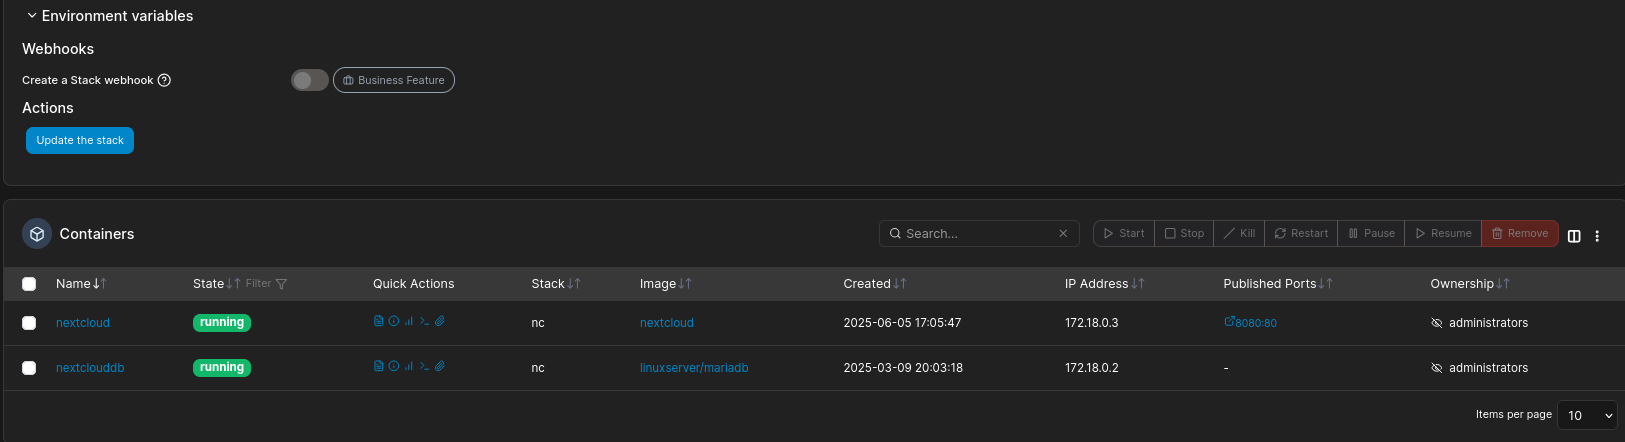 Environment variables
Webhooks
Create a Stack webhook
Business Feature
Actions
Update the stack
Containers
Search...
Start Stop Kill Restart Pause Resume Remove
Name State Filter Quick Actions Stack Image Created IP Address Published Ports Ownership
nextcloud running nc nextcloud 2025-06-05 17:05:47 172.18.0.3 8080:80 administrators
nextclouddb running nc linuxserver/mariadb 2025-03-09 20:03:18 172.18.0.2 - administrators
Items per page 10